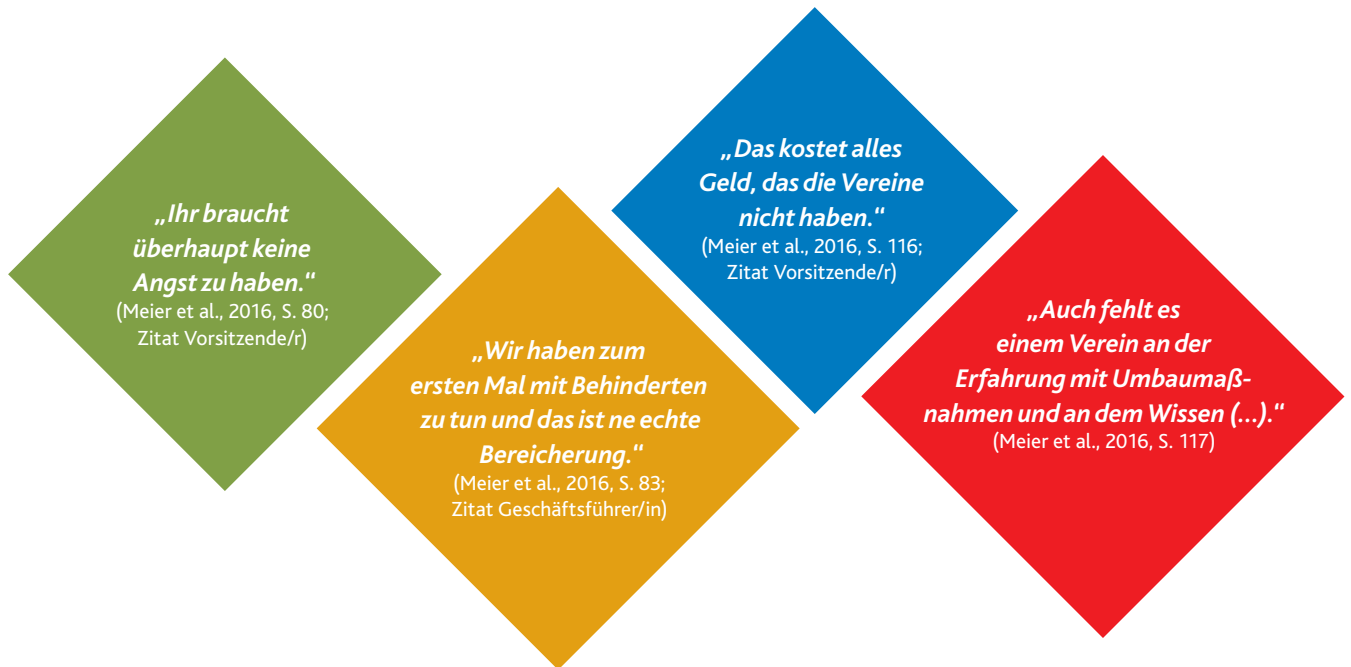 „Ihr braucht
überhaupt keine
Angst zu haben.“
(Meier et al., 2016, S. 80;
Zitat Vorsitzende/r)
„Wir haben zum
ersten Mal mit Behinderten
zu tun und das ist ne echte
Bereicherung.“
(Meier et al., 2016, S. 83;
Zitat Geschäftsführer/in)
„Das kostet alles
Geld, das die Vereine
nicht haben.“
(Meier et al., 2016, S. 116;
Zitat Vorsitzende/r)
„Auch fehlt es
einem Verein an der
Erfahrung mit Umbaumaß-
nahmen und an dem Wissen (...).“
(Meier et al., 2016, S. 117)